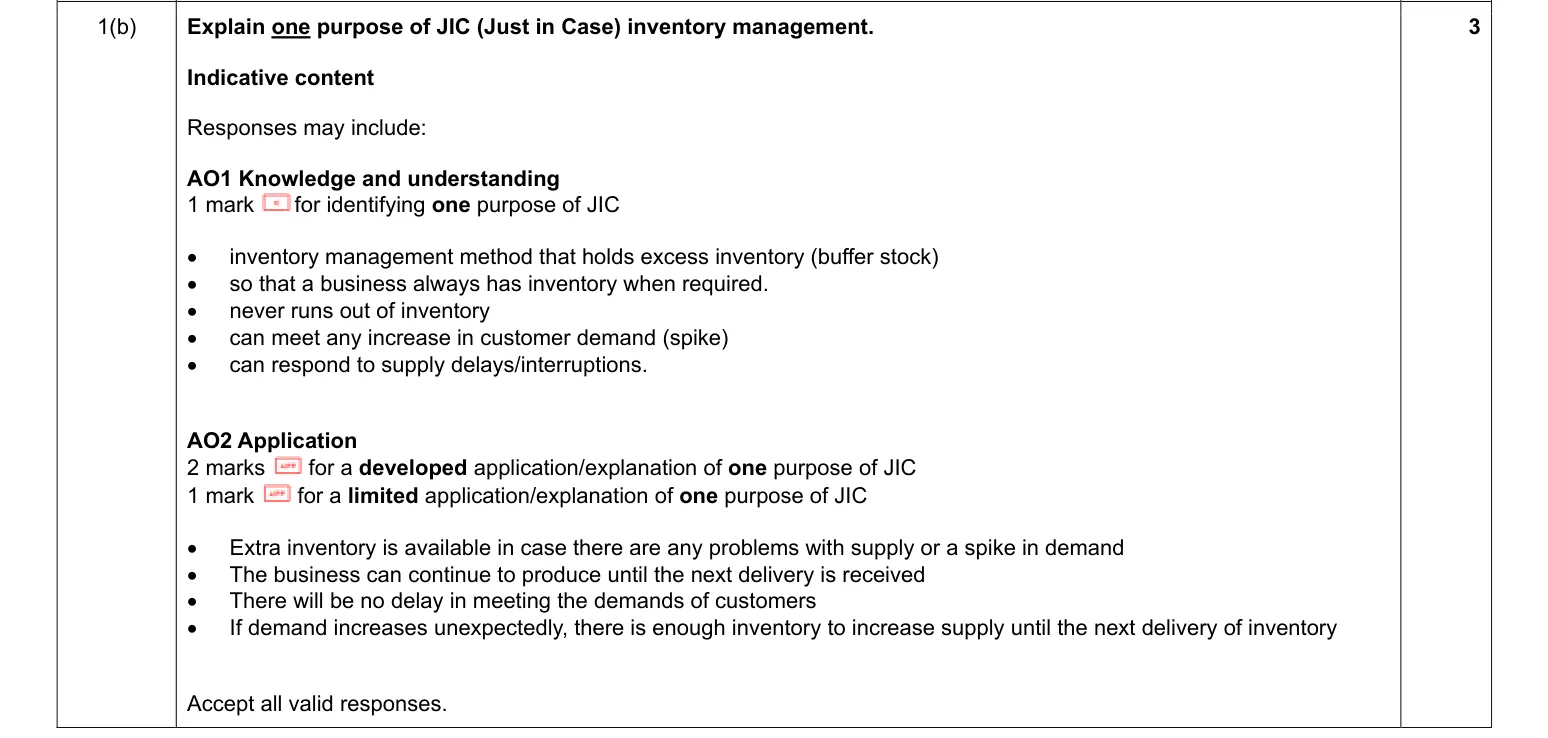 1(b) Explain one purpose of JIC (Just in Case) inventory management. 3
Indicative content
Responses may include:
AO1 Knowledge and understanding
1 mark for identifying one purpose of JIC
• inventory management method that holds excess inventory (buffer stock)
• so that a business always has inventory when required.
• never runs out of inventory
• can meet any increase in customer demand (spike)
• can respond to supply delays/interruptions.
AO2 Application
2 marks APP for a developed application/explanation of one purpose of JIC
1 mark APP for a limited application/explanation of one purpose of JIC
• Extra inventory is available in case there are any problems with supply or a spike in demand
• The business can continue to produce until the next delivery is received
• There will be no delay in meeting the demands of customers
• If demand increases unexpectedly, there is enough inventory to increase supply until the next delivery of inventory
Accept all valid responses.